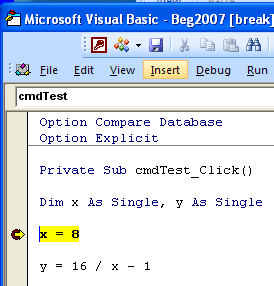 Microsoft Visual Basic - Beg2007 [break]
File Edit View Insert Debug Run
cmdTest
Option Compare Database
Option Explicit
Private Sub cmdTest_Click()
Dim x As Single, y As Single
x = 8
y = 16 / x - 1